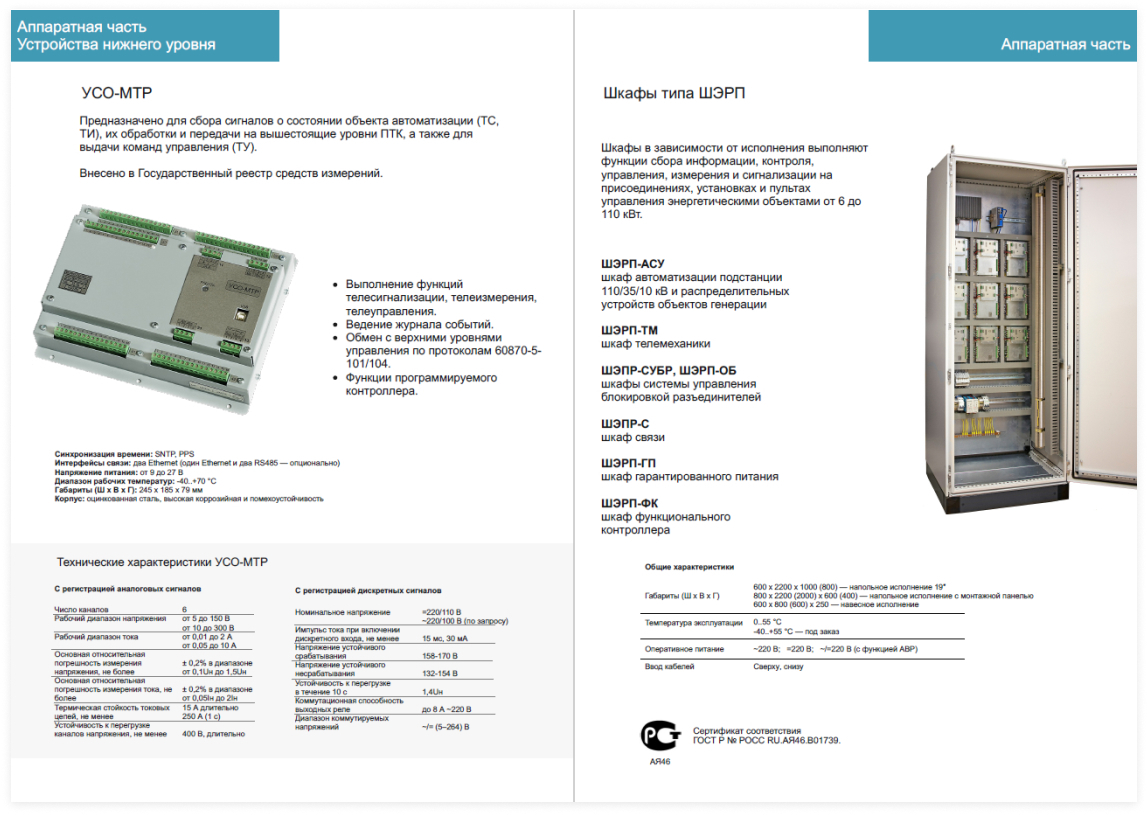 Аппаратная часть
Устройства нижнего уровня
УСО-МТР
Предназначено для сбора сигналов о состоянии объекта автоматизации (ТС,
ТИ), их обработки и передачи на вышестоящие уровни ПТК, а также для
выдачи команд управления (ТУ).
Внесено в Государственный реестр средств измерений.
УСО-МТР
• Выполнение функций
телесигнализации, телеизмерения,
телеуправления.
• Ведение журнала событий.
• Обмен с верхними уровнями
управления по протоколам 60870-5-
101/104.
• Функции программируемого
контроллера.
Синхронизация времени: SNTP, PPS
Интерфейсы связи: два Ethernet (один Ethernet и два RS485 — опционально)
Напряжение питания: от 9 до 27 В
Диапазон рабочих температур: -40..+70 °C
Габариты (Ш х В х Г): 245 х 185 х 79 мм
Корпус: оцинкованная сталь, высокая коррозийная и помехоустойчивость
Технические характеристики УСО-МТР
С регистрацией аналоговых сигналов
Число каналов 6
Рабочий диапазон напряжения от 5 до 150 В
от 10 до 300 В
Рабочий диапазон тока от 0,01 до 2 А
от 0,05 до 10 А
Основная относительная
погрешность измерения ± 0,2% в диапазоне
напряжения, не более от 0,1Uн до 1,5Uн
Основная относительная
погрешность измерения тока, не ± 0,2% в диапазоне
более от 0,05Iн до 2Iн
Термическая стойкость токовых 15 А длительно
цепей, не менее 250 А (1 с)
Устойчивость к перегрузке
каналов напряжения, не менее 400 В, длительно
С регистрацией дискретных сигналов
Номинальное напряжение =220/110 В
~220/100 В (по запросу)
Импульс тока при включении
дискретного входа, не менее 15 мс, 30 мА
Напряжение устойчивого
срабатывания 158-170 В
Напряжение устойчивого
несрабатывания 132-154 В
Устойчивость к перегрузке
в течение 10 с 1,4Uн
Коммутационная способность
выходных реле до 8 А ~220 В
Диапазон коммутируемых
напряжений ~/= (5–264) В
Аппаратная часть
Шкафы типа ШЭРП
Шкафы в зависимости от исполнения выполняют
функции сбора информации, контроля,
управления, измерения и сигнализации на
присоединениях, установках и пультах
управления энергетическими объектами от 6 до
110 кВт.
ШЭРП-АСУ
шкаф автоматизации подстанции
110/35/10 кВ и распределительных
устройств объектов генерации
ШЭРП-ТМ
шкаф телемеханики
ШЭПР-СУБР, ШЭРП-ОБ
шкафы системы управления
блокировкой разъединителей
ШЭПР-С
шкаф связи
ШЭРП-ГП
шкаф гарантированного питания
ШЭРП-ФК
шкаф функционального
контроллера
Общие характеристики
600 х 2200 х 1000 (800) — напольное исполнение 19"
Габариты (Ш х В х Г) 800 х 2200 (2000) х 600 (400) — напольное исполнение с монтажной панелью
600 х 800 (600) х 250 — навесное исполнение
Температура эксплуатации 0..55 °C
-40..+55 °C — под заказ
Оперативное питание ~220 В; =220 В; ~/=220 В (с функцией АВР)
Ввод кабелей Сверху, снизу
Сертификат соответствия
ГОСТ Р № РОСС RU.АЯ46.В01739.
АЯ46